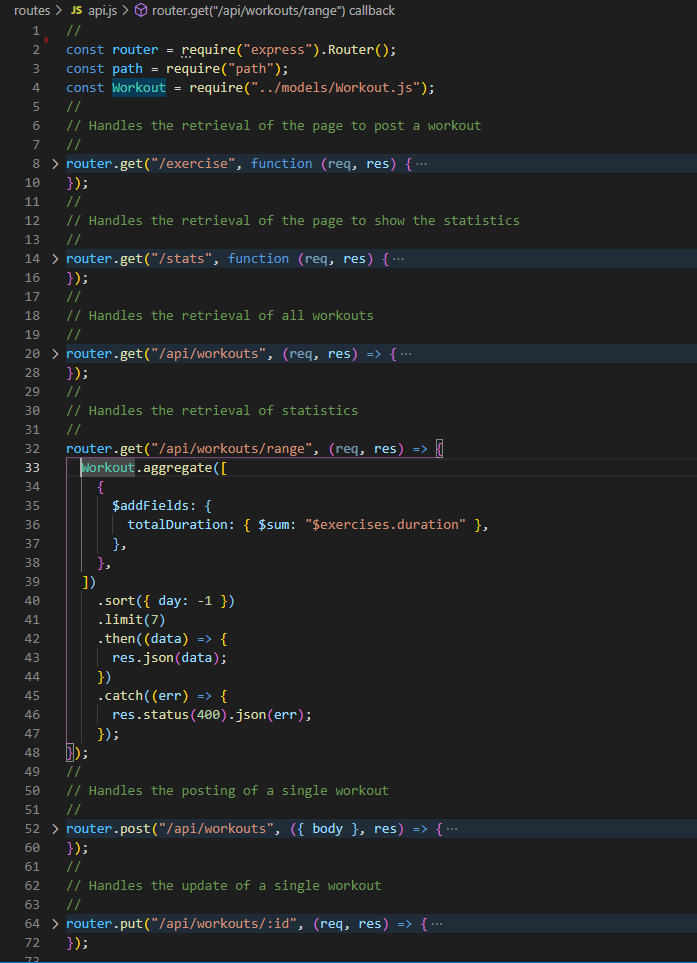 routes > JS api.js > router.get("/api/workouts/range") callback
1 //
2 const router = require("express").Router();
3 const path = require("path");
4 const Workout = require("../models/Workout.js");
5 //
6 // Handles the retrieval of the page to post a workout
7 //
8 > router.get("/exercise", function (req, res) { ···
10 });
11 //
12 // Handles the retrieval of the page to show the statistics
13 //
14 > router.get("/stats", function (req, res) { ···
16 });
17 //
18 // Handles the retrieval of all workouts
19 //
20 > router.get("/api/workouts", (req, res) => { ···
28 });
29 //
30 // Handles the retrieval of statistics
31 //
32 router.get("/api/workouts/range", (req, res) => {
33 Workout.aggregate([
34 {
35 $addFields: {
36 totalDuration: { $sum: "$exercises.duration" },
37 },
38 },
39 ])
40 .sort({ day: -1 })
41 .limit(7)
42 .then((data) => {
43 res.json(data);
44 })
45 .catch((err) => {
46 res.status(400).json(err);
47 });
48 });
49 //
50 // Handles the posting of a single workout
51 //
52 > router.post("/api/workouts", ({ body }, res) => { ···
60 });
61 //
62 // Handles the update of a single workout
63 //
64 > router.put("/api/workouts/:id", (req, res) => { ···
72 });
73